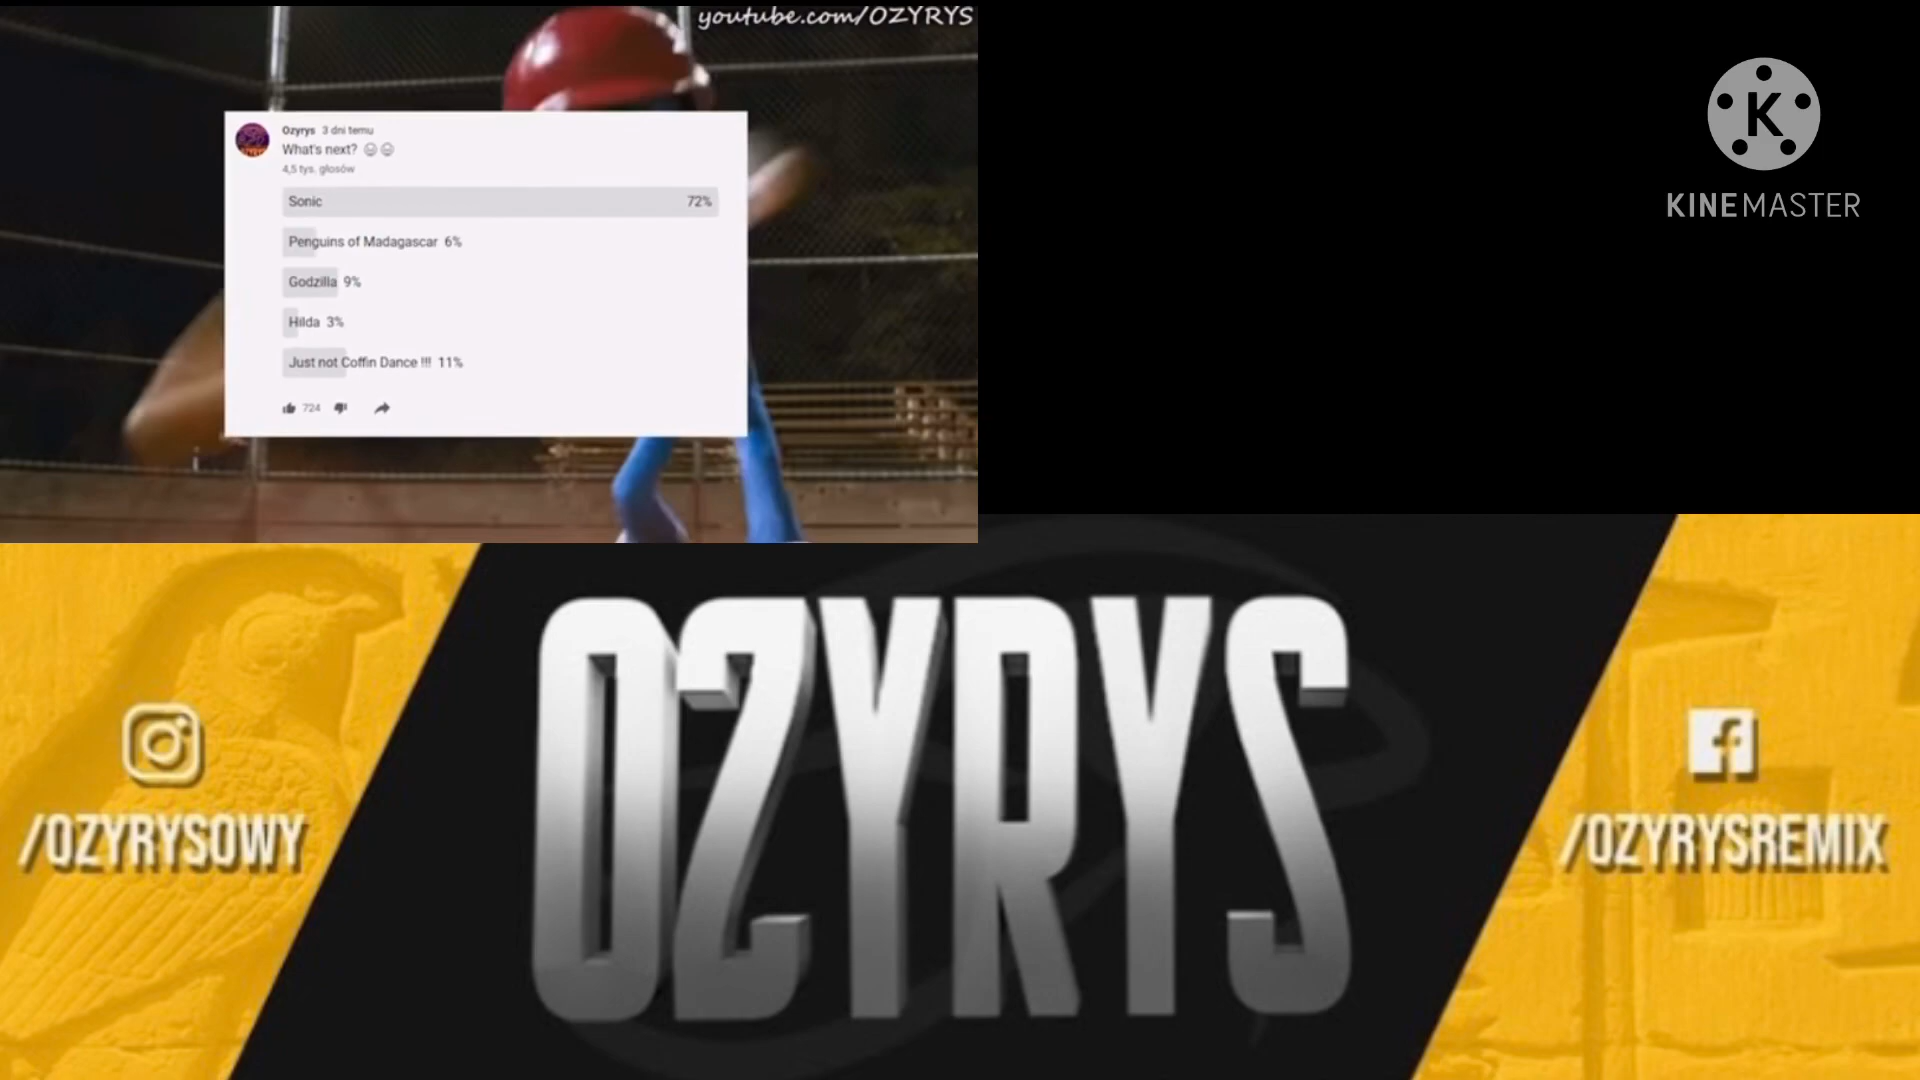 youtube.com/OZYRYS
Ozyrys 3 dni temu
What's next?
4,5 tys. głosów
Sonic 72%
Penguins of Madagascar 6%
Godzilla 9%
Hilda 3%
Just not Coffin Dance !!! 11%
724
K
KINEMASTER
OZYRYS
/OZYRYSOWY
/OZYRYSREMIX